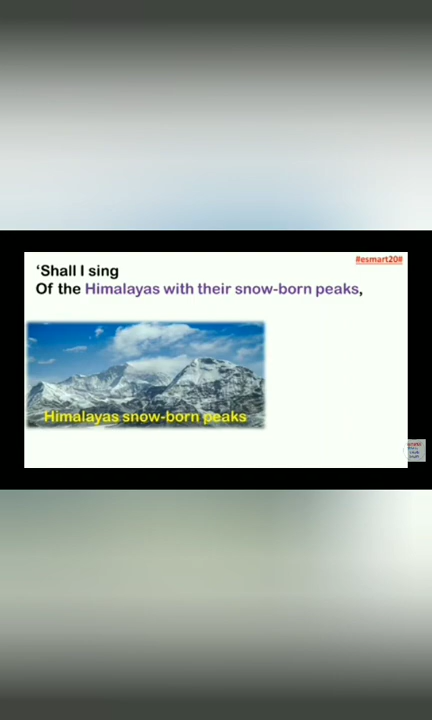 #esmart20#
‘Shall I sing
Of the Himalayas with their snow-born peaks,
Himalayas snow-born peaks